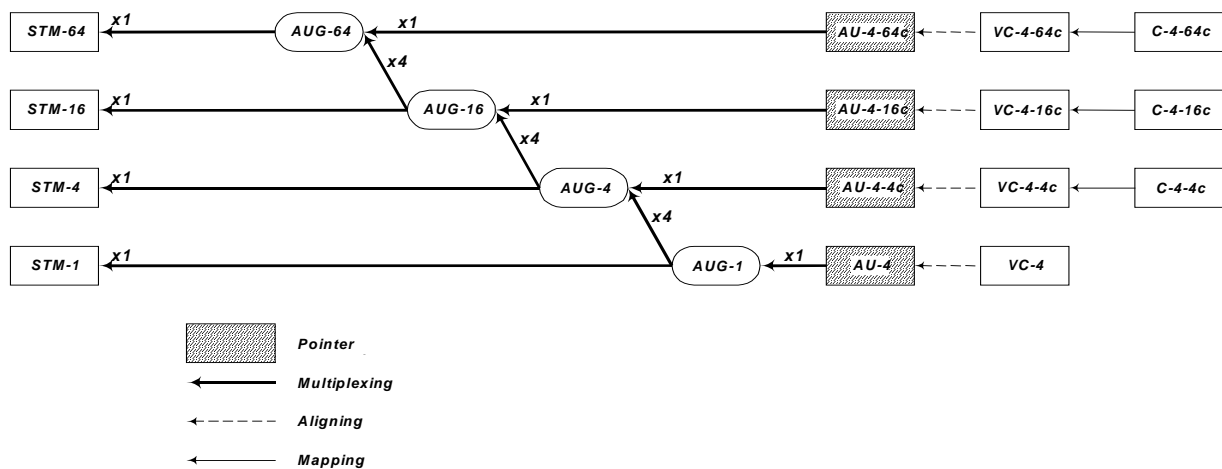 STM-64 x1 AUG-64 x1 AU-4-64c VC-4-64c C-4-64c
x4
STM-16 x1 AUG-16 x1 AU-4-16c VC-4-16c C-4-16c
x4
STM-4 x1 AUG-4 x1 AU-4-4c VC-4-4c C-4-4c
x4
STM-1 x1 AUG-1 x1 AU-4 VC-4
Pointer
Multiplexing
Aligning
Mapping